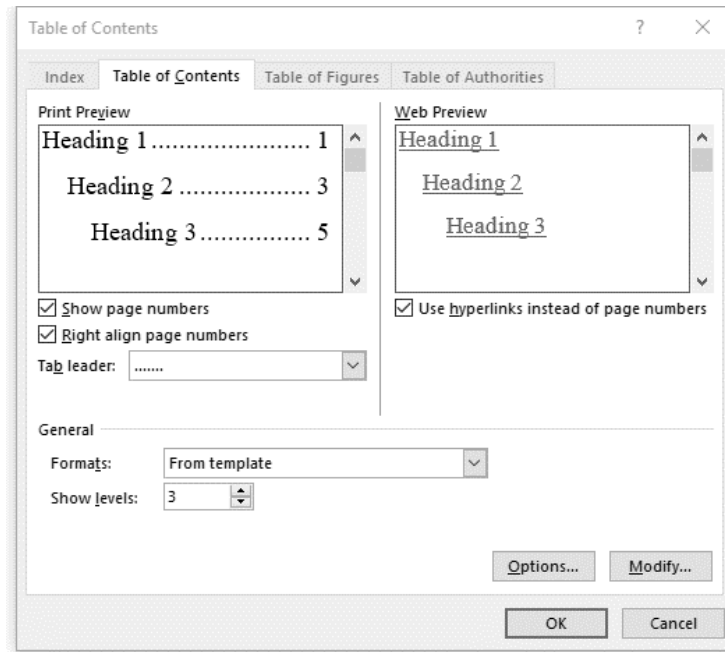 Table of Contents
?
Index
Table of Contents
Table of Figures
Table of Authorities
Print Preview
Heading 1....................... 1
Heading 2 ................... 3
Heading 3................. 5
Show page numbers
Right align page numbers
Tab leader: .......
Web Preview
Heading 1
Heading 2
Heading 3
Use hyperlinks instead of page numbers
General
Formats: From template
Show levels: 3
Options... Modify...
OK Cancel